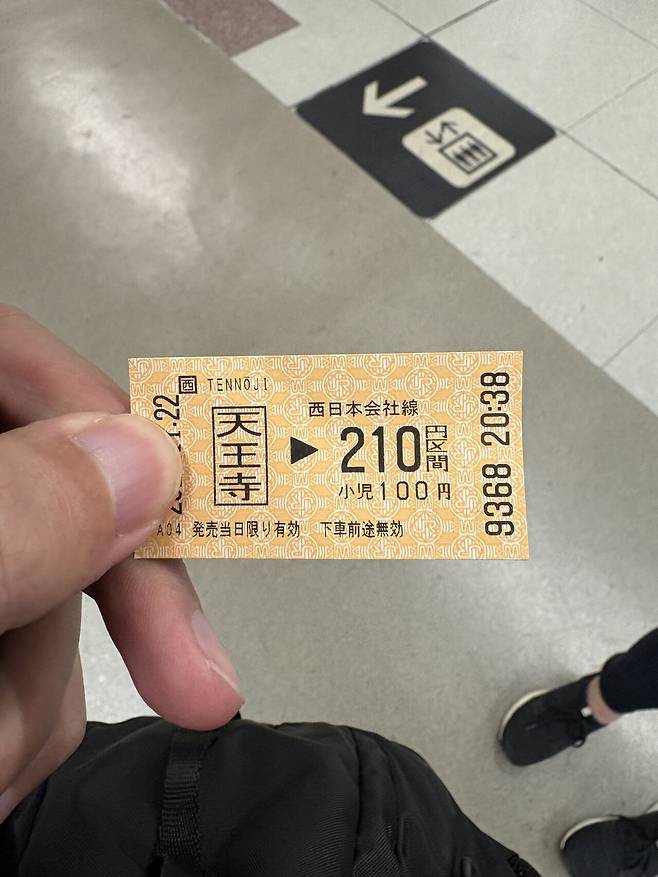 西 TENNŌJI
天王寺
西日本会社線
▶ 210円区間
小児100円
A04 発売当日限り有効 下車前途無効
9368 20:38